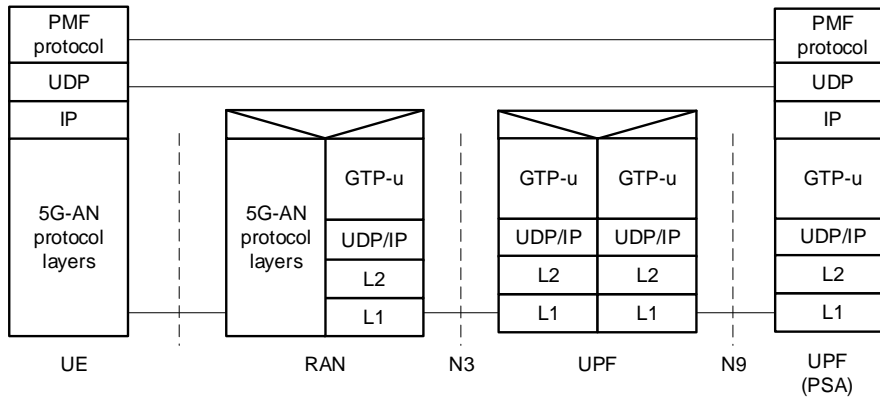 PMF
protocol
UDP
IP
5G-AN
protocol
layers
UE
5G-AN
protocol
layers
GTP-u
UDP/IP
L2
L1
RAN
N3
GTP-u
UDP/IP
L2
L1
GTP-u
UDP/IP
L2
L1
UPF
N9
PMF
protocol
UDP
IP
GTP-u
UDP/IP
L2
L1
UPF
(PSA)